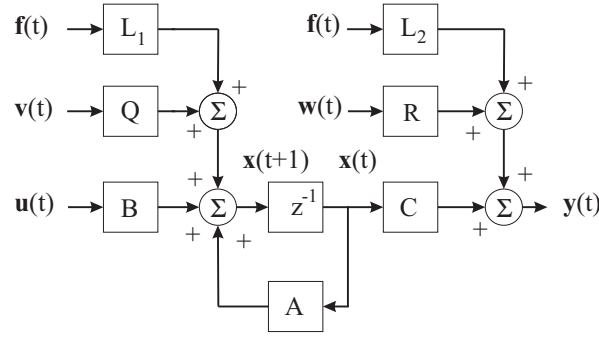 f(t) L₁ f(t) L₂
+ +
v(t) Q Σ w(t) R Σ
+ +
x(t+1) x(t)
+ +
u(t) B Σ z⁻¹ C Σ y(t)
+ + +
A